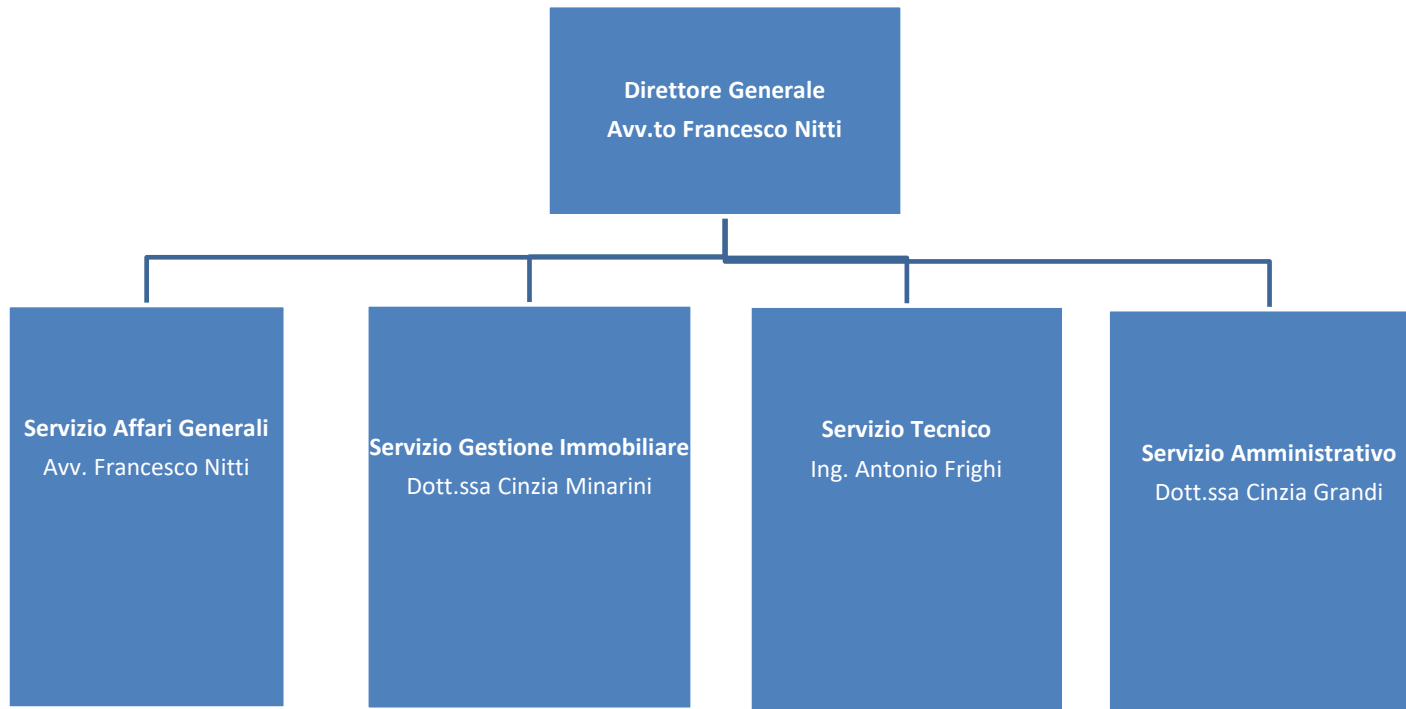 Direttore Generale
Avv.to Francesco Nitti
Servizio Affari Generali
Avv. Francesco Nitti
Servizio Gestione Immobiliare
Dott.ssa Cinzia Minarini
Servizio Tecnico
Ing. Antonio Frighi
Servizio Amministrativo
Dott.ssa Cinzia Grandi